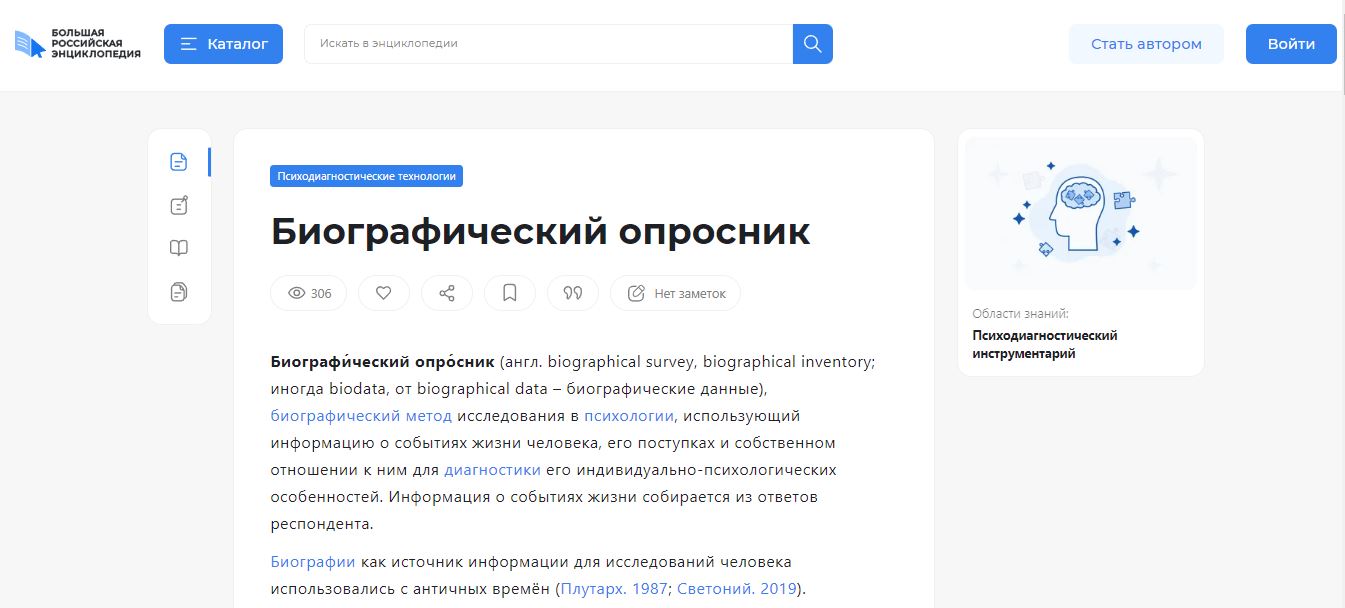 БОЛЬШАЯ
РОССИЙСКАЯ
ЭНЦИКЛОПЕДИЯ
Каталог
Искать в энциклопедии
Стать автором
Войти
Психодиагностические технологии
Биографический опросник
306
Нет заметок
Биографи́ческий опро́сник (англ. biographical survey, biographical inventory;
иногда biodata, от biographical data – биографические данные),
биографический метод исследования в психологии, использующий
информацию о событиях жизни человека, его поступках и собственном
отношении к ним для диагностики его индивидуально-психологических
особенностей. Информация о событиях жизни собирается из ответов
респондента.
Биографии как источник информации для исследований человека
использовались с античных времён (Плутарх. 1987; Светоний. 2019).
Области знаний:
Психодиагностический
инструментарий